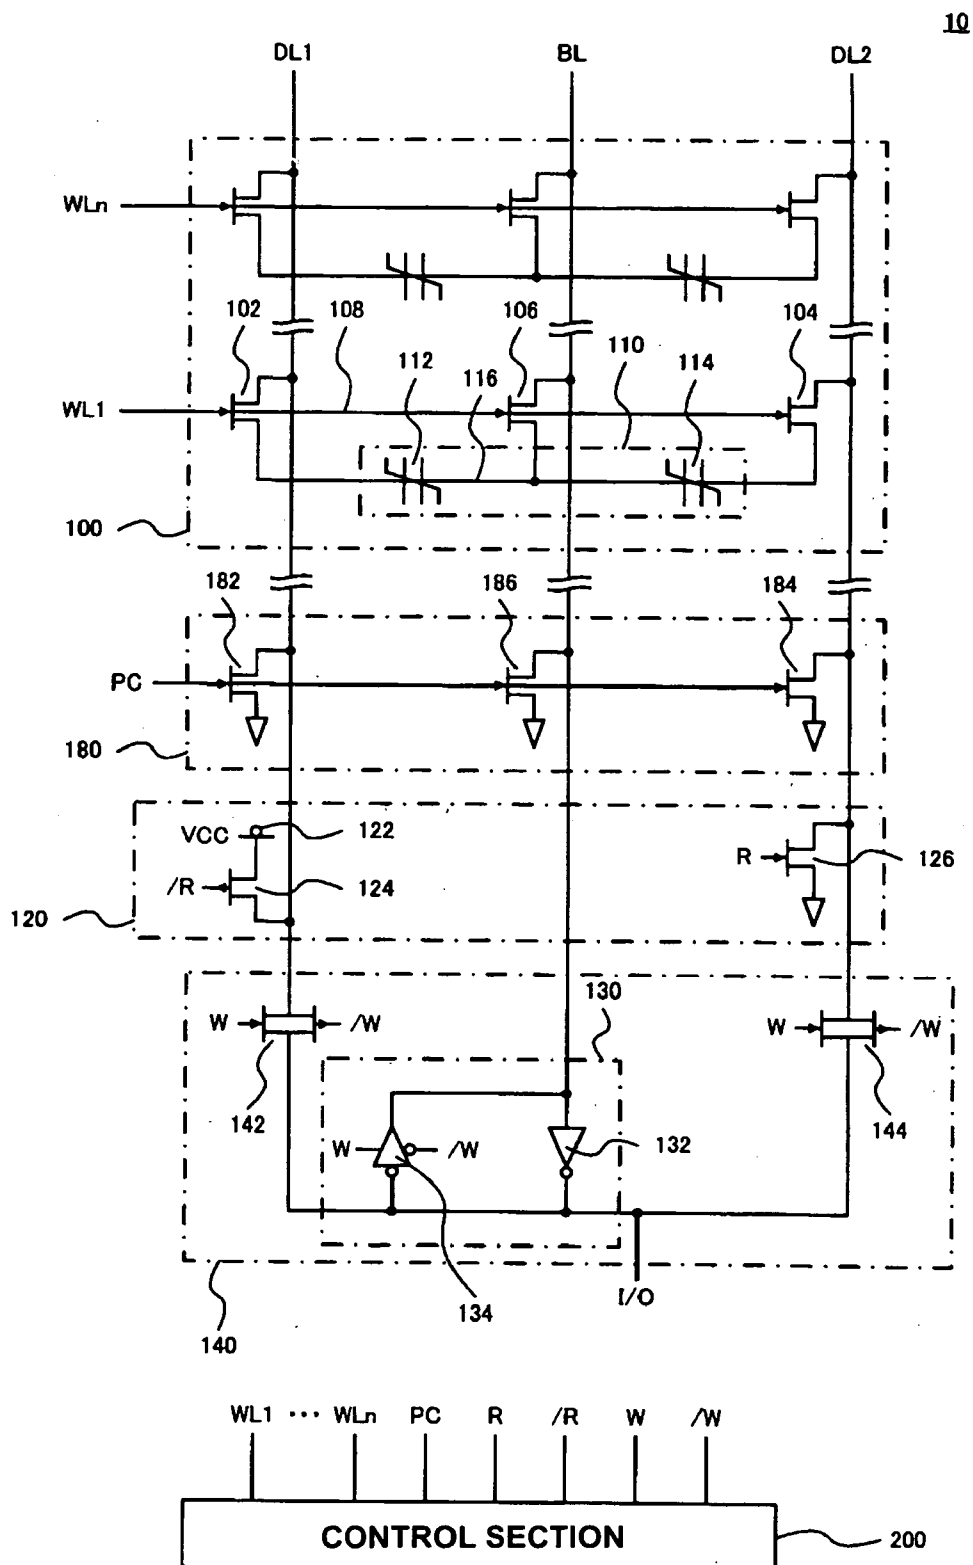 10
DL1 BL DL2
WLn
102 108 106 104
112 116 110 114
WL1
100
182 186 184
PC
180
VCC 122
R 126
/R 124
120
130
W /W W /W
142 144
W /W 132
I/O
134
140
WL1 ··· WLn PC R /R W /W
CONTROL SECTION 200